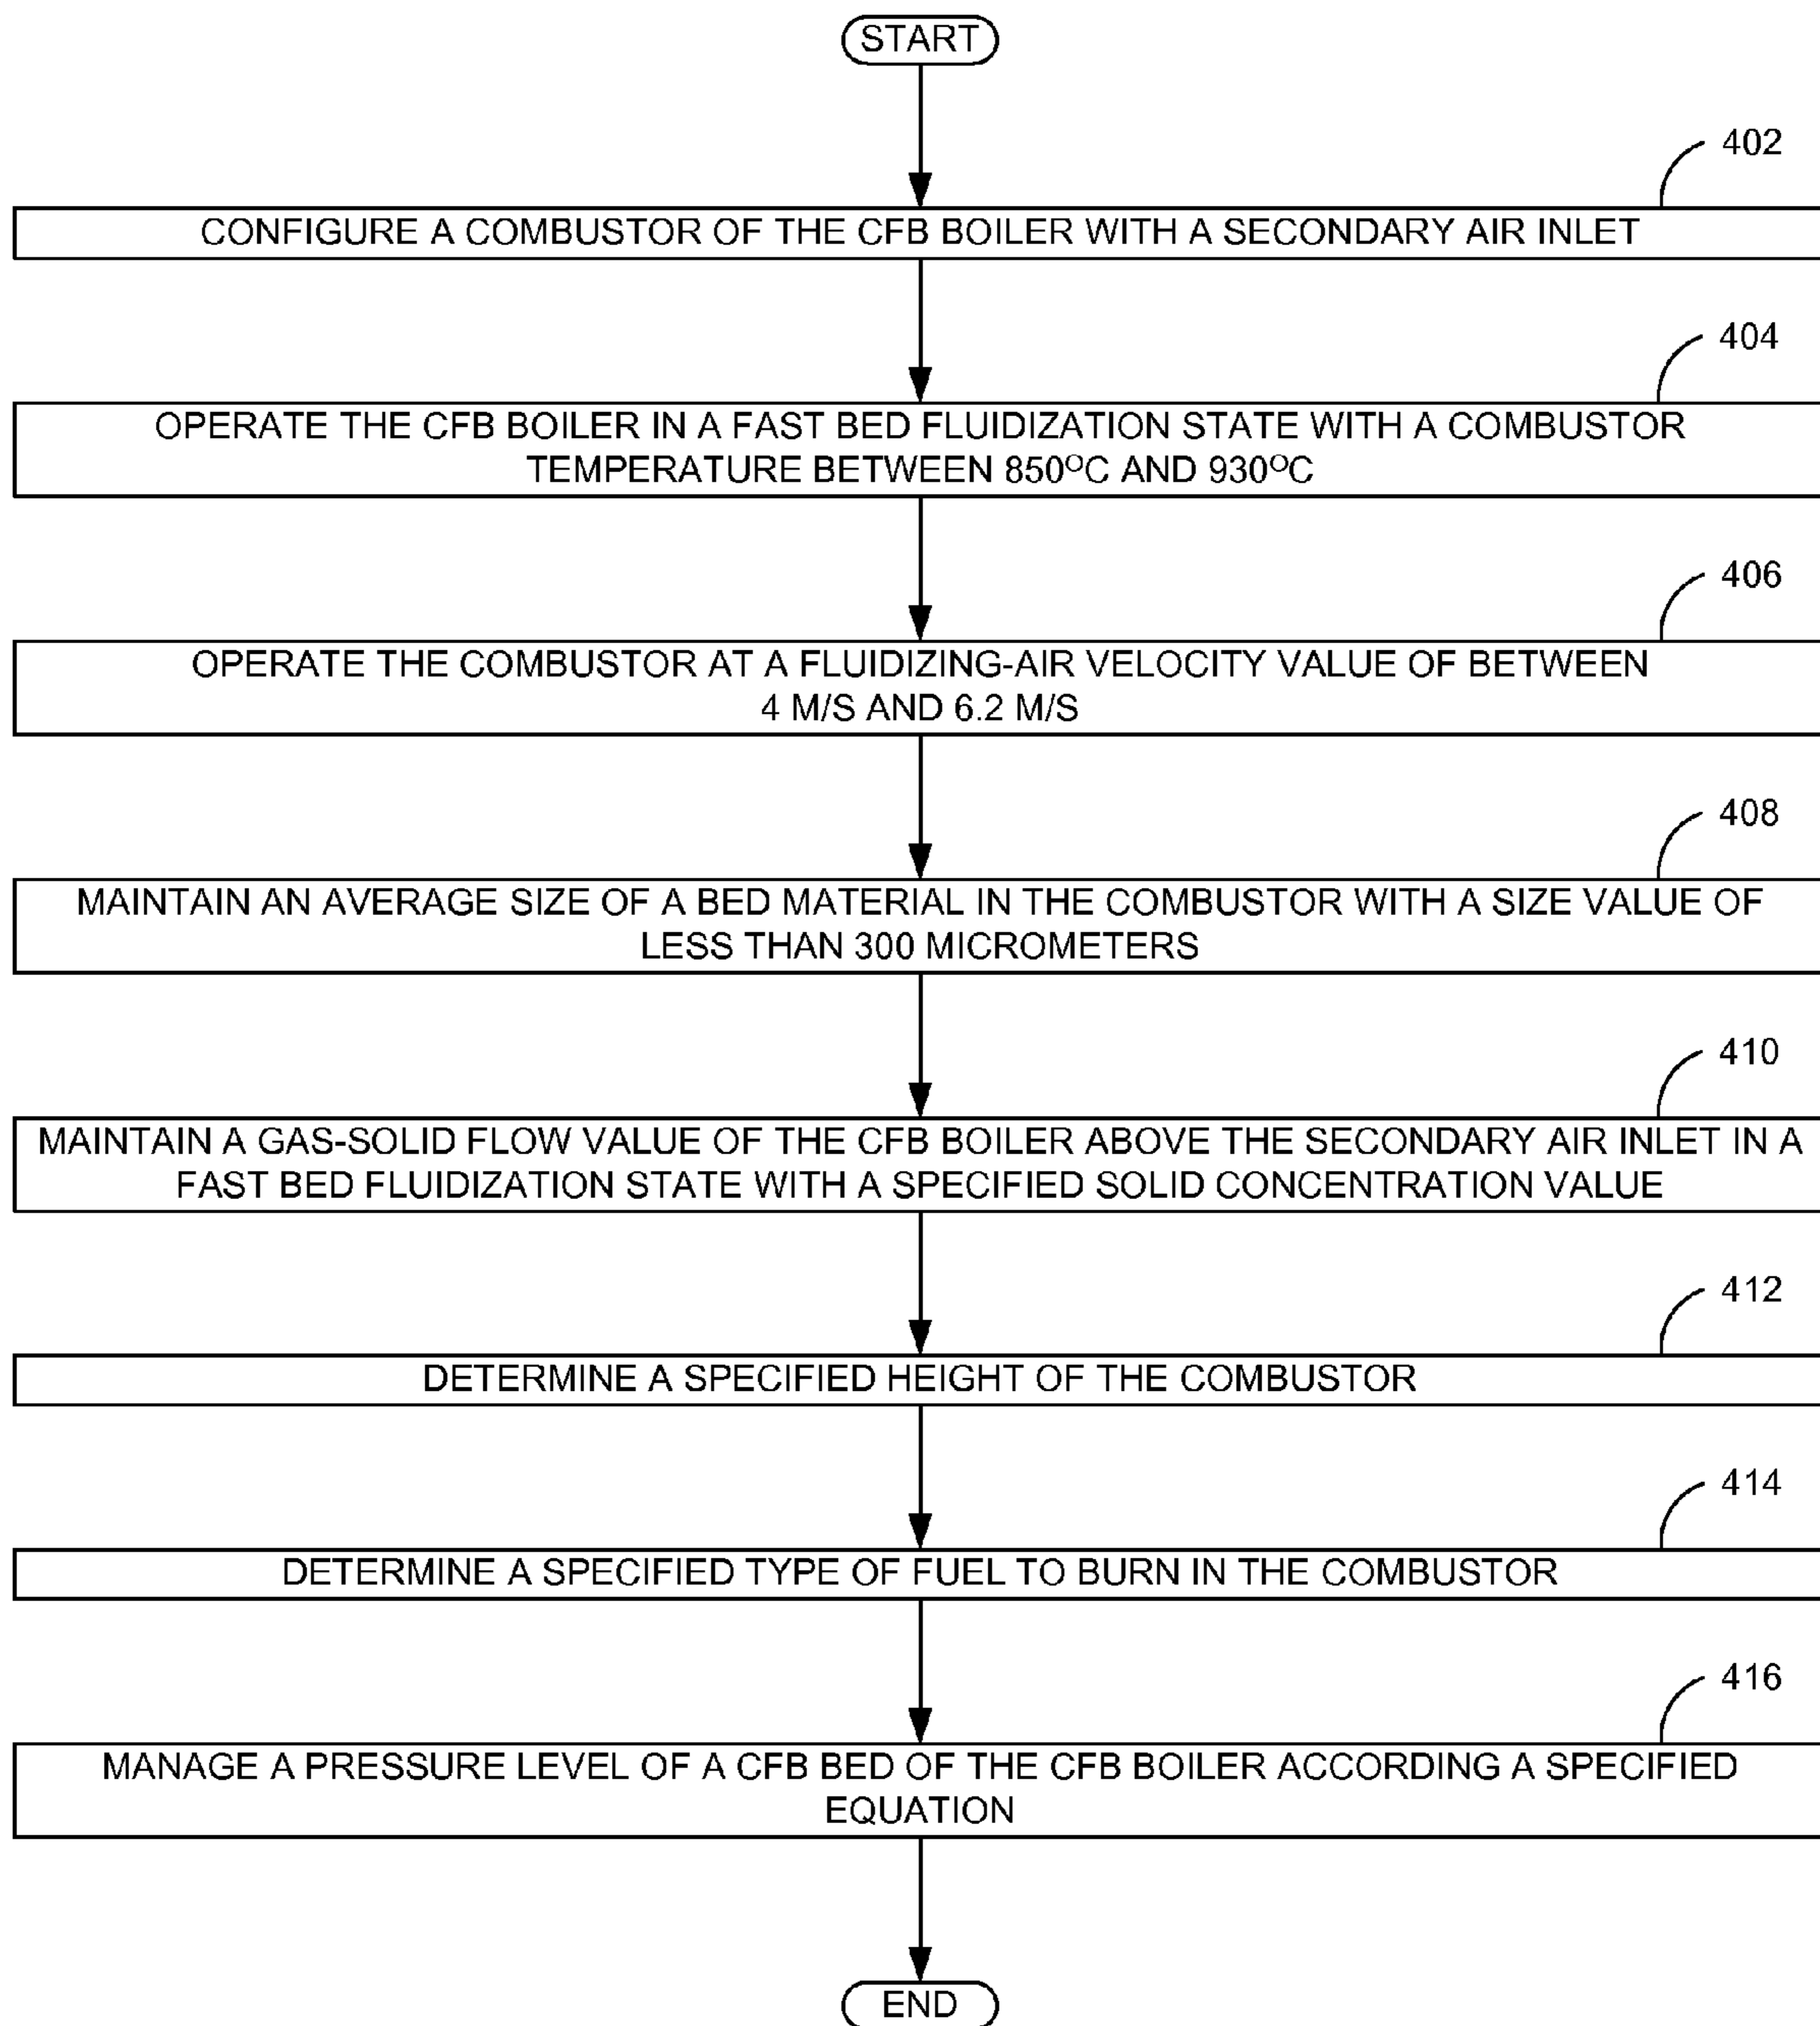 START
402
CONFIGURE A COMBUSTOR OF THE CFB BOILER WITH A SECONDARY AIR INLET
404
OPERATE THE CFB BOILER IN A FAST BED FLUIDIZATION STATE WITH A COMBUSTOR
TEMPERATURE BETWEEN 850°C AND 930°C
406
OPERATE THE COMBUSTOR AT A FLUIDIZING-AIR VELOCITY VALUE OF BETWEEN
4 M/S AND 6.2 M/S
408
MAINTAIN AN AVERAGE SIZE OF A BED MATERIAL IN THE COMBUSTOR WITH A SIZE VALUE OF
LESS THAN 300 MICROMETERS
410
MAINTAIN A GAS-SOLID FLOW VALUE OF THE CFB BOILER ABOVE THE SECONDARY AIR INLET IN A
FAST BED FLUIDIZATION STATE WITH A SPECIFIED SOLID CONCENTRATION VALUE
412
DETERMINE A SPECIFIED HEIGHT OF THE COMBUSTOR
414
DETERMINE A SPECIFIED TYPE OF FUEL TO BURN IN THE COMBUSTOR
416
MANAGE A PRESSURE LEVEL OF A CFB BED OF THE CFB BOILER ACCORDING A SPECIFIED
EQUATION
END